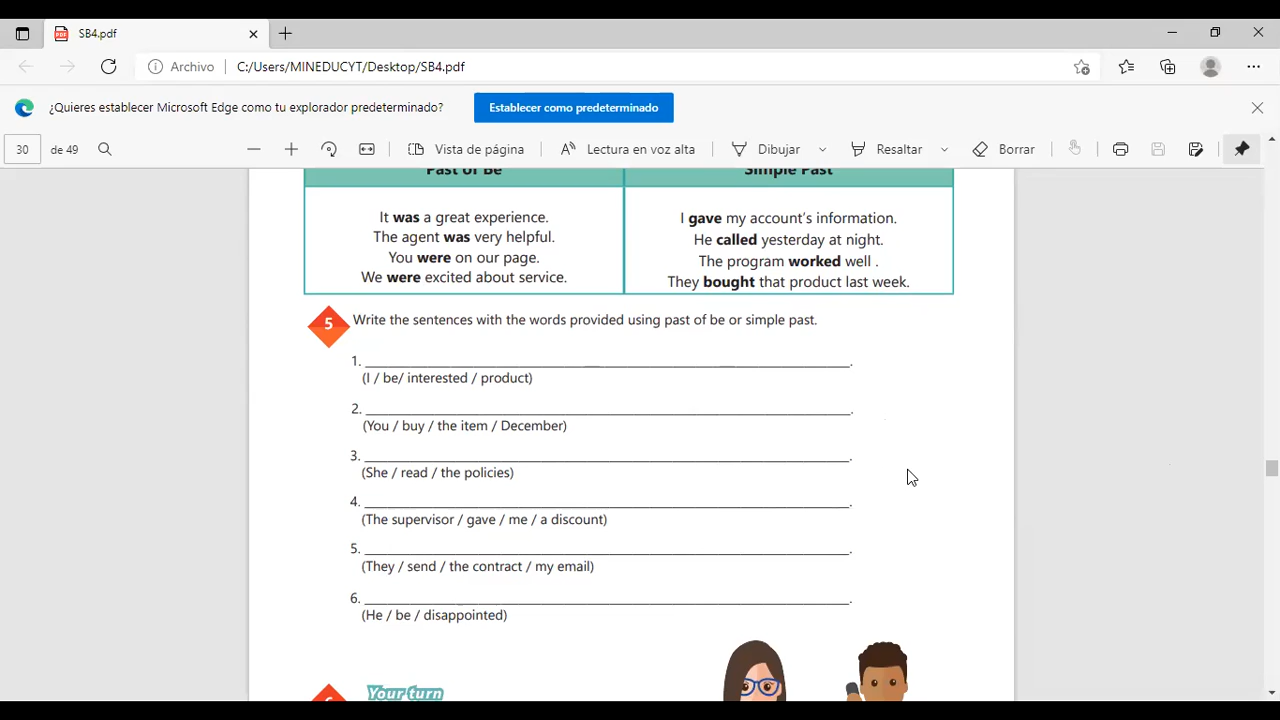 SB4.pdf
Archivo
C:/Users/MINEDUCYT/Desktop/SB4.pdf
¿Quieres establecer Microsoft Edge como tu explorador predeterminado?
Establecer como predeterminado
30
de 49
Vista de página
Lectura en voz alta
Dibujar
Resaltar
Borrar
Past of Be
Simple Past
It was a great experience.
The agent was very helpful.
You were on our page.
We were excited about service.
I gave my account's information.
He called yesterday at night.
The program worked well .
They bought that product last week.
5
Write the sentences with the words provided using past of be or simple past.
1. ______________________________.
(I / be/ interested / product)
2. ______________________________.
(You / buy / the item / December)
3. ______________________________.
(She / read / the policies)
4. ______________________________.
(The supervisor / gave / me / a discount)
5. ______________________________.
(They / send / the contract / my email)
6. ______________________________.
(He / be / disappointed)
Your turn